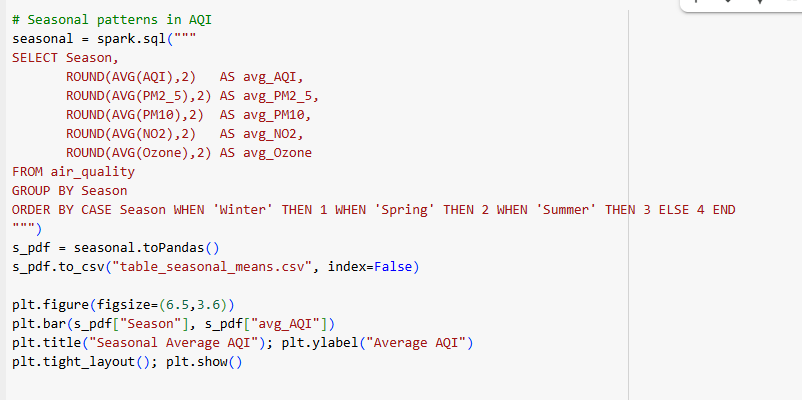 # Seasonal patterns in AQI
seasonal = spark.sql("""
SELECT Season,
       ROUND(AVG(AQI),2)   AS avg_AQI,
       ROUND(AVG(PM2_5),2) AS avg_PM2_5,
       ROUND(AVG(PM10),2)  AS avg_PM10,
       ROUND(AVG(NO2),2)   AS avg_NO2,
       ROUND(AVG(Ozone),2) AS avg_Ozone
FROM air_quality
GROUP BY Season
ORDER BY CASE Season WHEN 'Winter' THEN 1 WHEN 'Spring' THEN 2 WHEN 'Summer' THEN 3 ELSE 4 END
""")
s_pdf = seasonal.toPandas()
s_pdf.to_csv("table_seasonal_means.csv", index=False)

plt.figure(figsize=(6.5,3.6))
plt.bar(s_pdf["Season"], s_pdf["avg_AQI"])
plt.title("Seasonal Average AQI"); plt.ylabel("Average AQI")
plt.tight_layout(); plt.show()